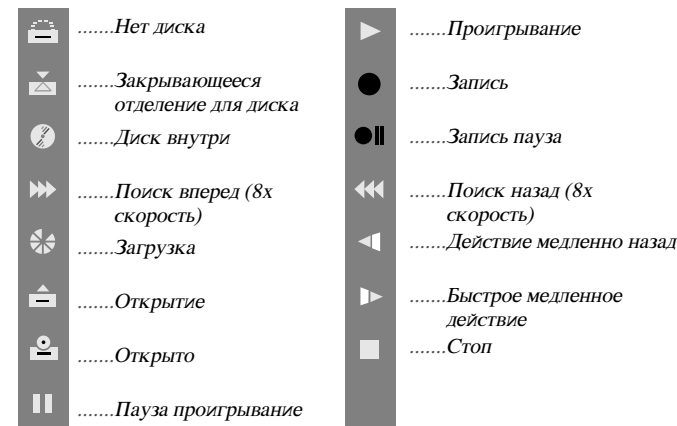 .......Нет диска
.......Закрывающееся
отделение для диска
.......Диск внутри
.......Поиск вперед (8x
скорость)
.......Загрузка
.......Открытие
.......Открыто
.......Пауза проигрывание
.......Проигрывание
.......Запись
.......Запись пауза
.......Поиск назад (8x
скорость)
.......Действие медленно назад
.......Быстрое медленное
действие
.......Стоп